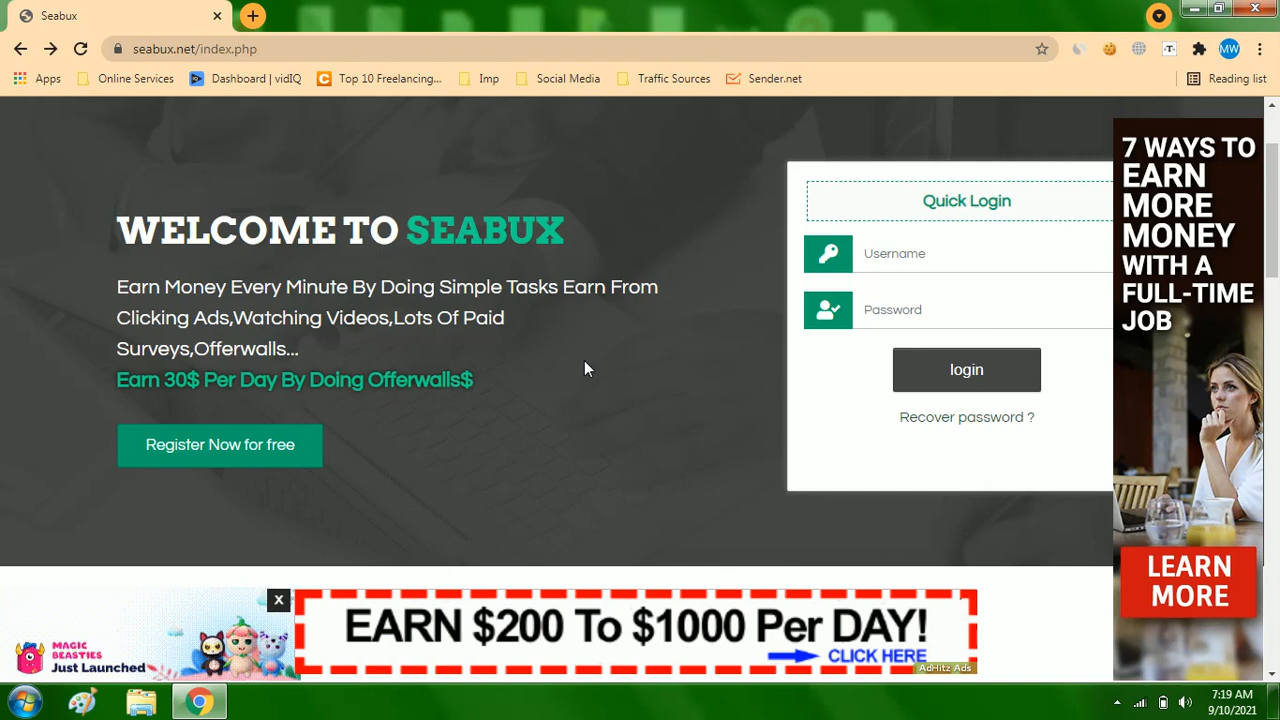 Seabux
seabux.net/index.php
MW
Apps
Online Services
Dashboard | vidIQ
Top 10 Freelancing...
Imp
Social Media
Traffic Sources
Sender.net
Reading list
WELCOME TO SEABUX
Earn Money Every Minute By Doing Simple Tasks Earn From
Clicking Ads,Watching Videos,Lots Of Paid
Surveys,Offerwalls...
Earn 30$ Per Day By Doing Offerwalls$
Register Now for free
Quick Login
Username
Password
login
Recover password ?
7 WAYS TO
EARN
MORE
MONEY
WITH A
FULL-TIME
JOB
LEARN
MORE
X
MAGIC
BEASTIES
Just Launched
EARN $200 To $1000 Per DAY!
CLICK HERE
AdHitz Ads
7:19 AM
9/10/2021